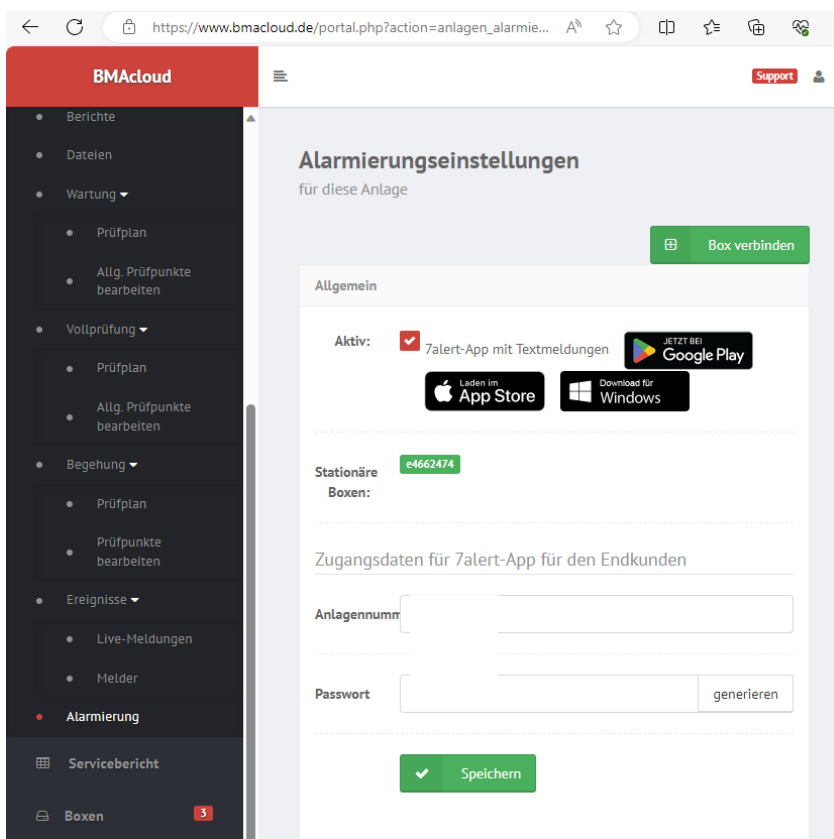 https://www.bmacloud.de/portal.php?action=anlagen_alarmie...
BMAcloud
Support
Berichte
Dateien
Wartung
Prüfplan
Allg. Prüfpunkte
bearbeiten
Vollprüfung
Prüfplan
Allg. Prüfpunkte
bearbeiten
Begehung
Prüfplan
Prüfpunkte
bearbeiten
Ereignisse
Live-Meldungen
Melder
Alarmierung
Servicebericht
Boxen 3
Alarmierungseinstellungen
für diese Anlage
Box verbinden
Allgemein
Aktiv:
7alert-App mit Textmeldungen
JETZT BEI
Google Play
Laden im
App Store
Download für
Windows
Stationäre
Boxen:
e4662474
Zugangsdaten für 7alert-App für den Endkunden
Anlagennumm
Passwort
generieren
Speichern